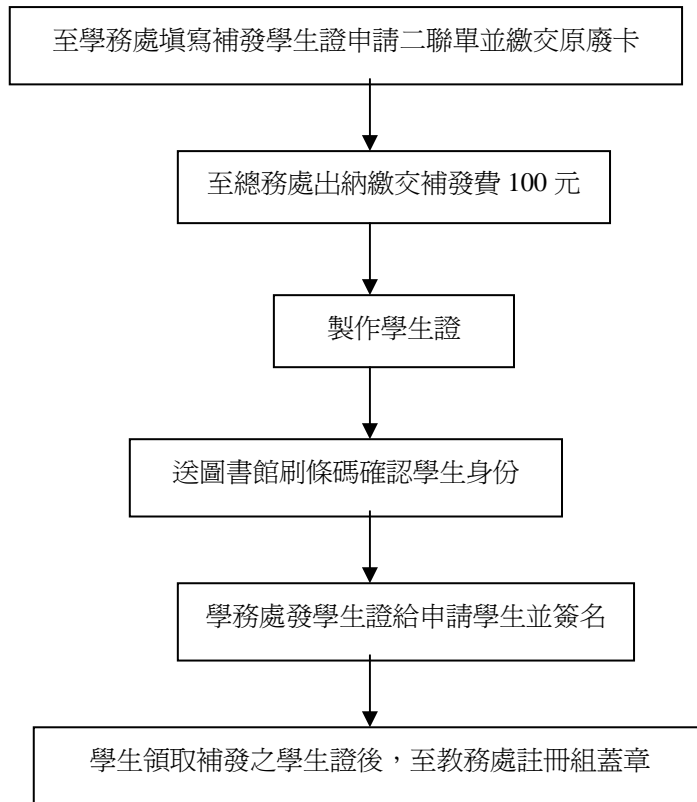 至學務處填寫補發學生證申請二聯單並繳交原廢卡
至總務處出納繳交補發費 100 元
製作學生證
送圖書館刷條碼確認學生身份
學務處發學生證給申請學生並簽名
學生領取補發之學生證後，至教務處註冊組蓋章